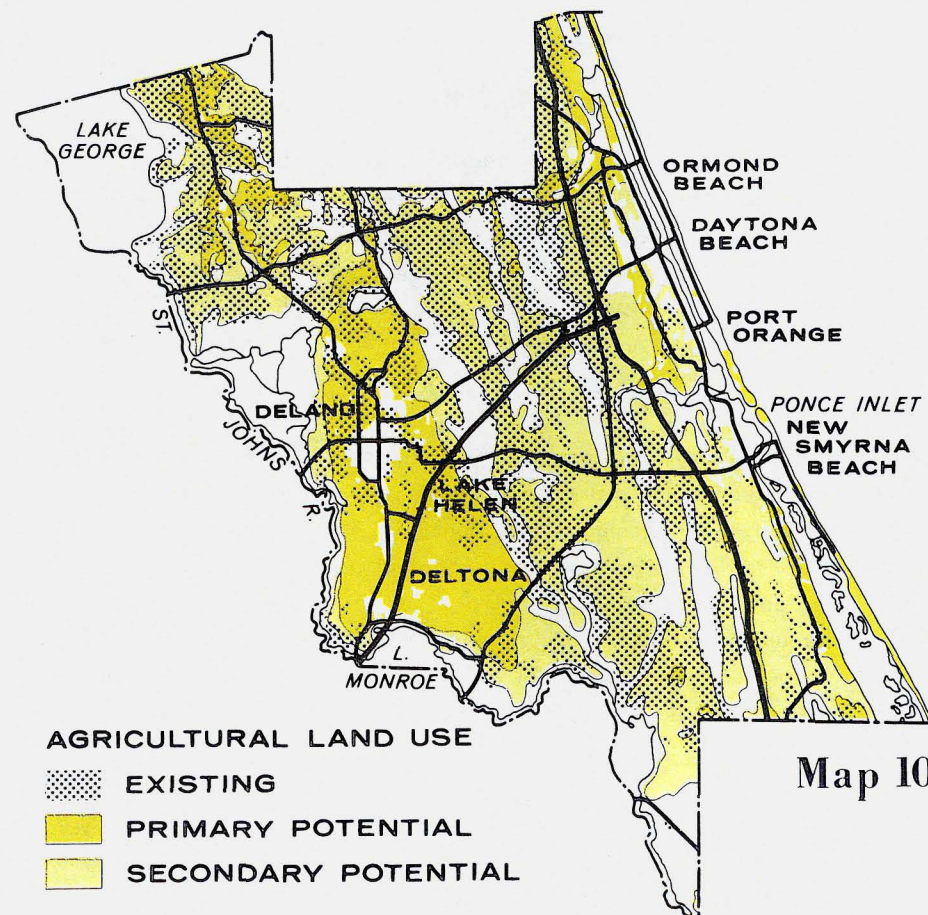 LAKE
GEORGE
ORMOND
BEACH
DAYTONA
BEACH
PORT
ORANGE
PONCE INLET
NEW
SMYRNA
BEACH
ST.
JOHNS
R.
DELAND
LAKE
HELEN
DELTONA
L.
MONROE
AGRICULTURAL LAND USE
EXISTING
PRIMARY POTENTIAL
SECONDARY POTENTIAL
Map 10